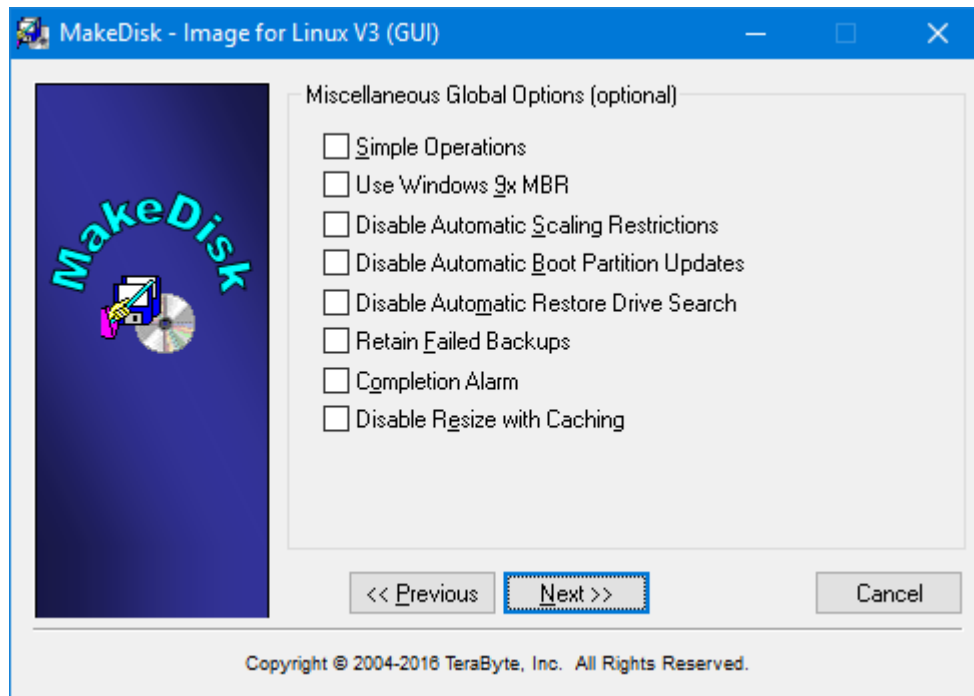 MakeDisk - Image for Linux V3 (GUI)
Miscellaneous Global Options (optional)
Simple Operations
Use Windows 9x MBR
Disable Automatic Scaling Restrictions
Disable Automatic Boot Partition Updates
Disable Automatic Restore Drive Search
Retain Failed Backups
Completion Alarm
Disable Resize with Caching
MakeDisk
<< Previous
Next >>
Cancel
Copyright © 2004-2016 TeraByte, Inc. All Rights Reserved.